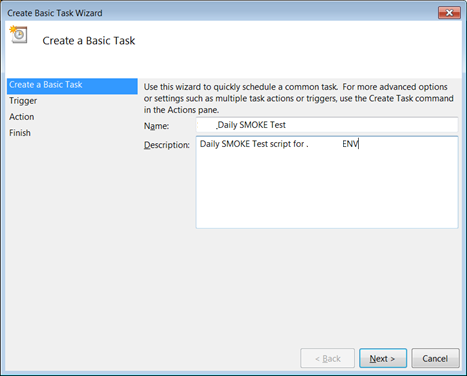 Create Basic Task Wizard
Create a Basic Task
Create a Basic Task
Use this wizard to quickly schedule a common task. For more advanced options
or settings such as multiple task actions or triggers, use the Create Task command
in the Actions pane.
Trigger
Action
Finish
Name: _Daily SMOKE Test
Description: Daily SMOKE Test script for . ENV
< Back Next > Cancel